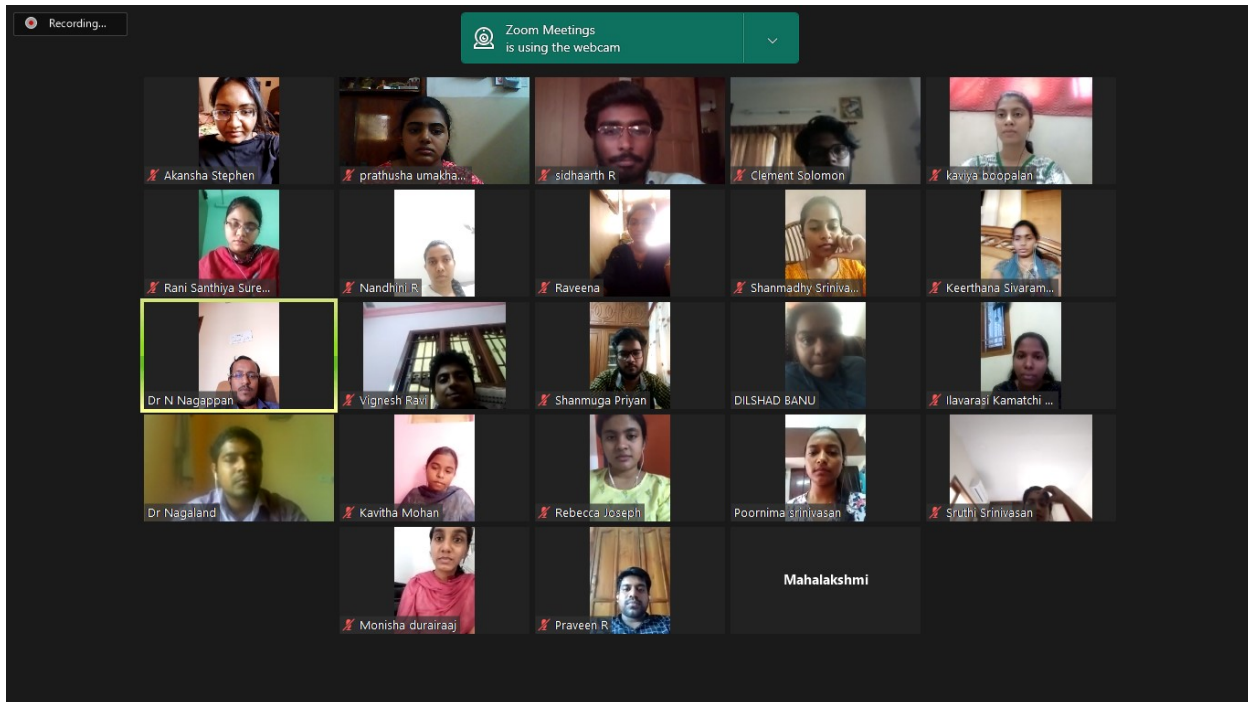 Recording...
Zoom Meetings
is using the webcam
Akansha Stephen
prathusha umakha...
sidhaarth R
Clement Solomon
kaviya boopalan
Rani Santhiya Sure...
Nandhini R
Raveena
Shanmadhy Sriniva...
Keerthana Sivaram...
Dr N Nagappan
Vignesh Ravi
Shanmuga Priyan
DILSHAD BANU
Ilavarasi Kamatchi ...
Dr Nagaland
Kavitha Mohan
Rebecca Joseph
Poornima srinivasan
Sruthi Srinivasan
Monisha durairaaj
Praveen R
Mahalakshmi